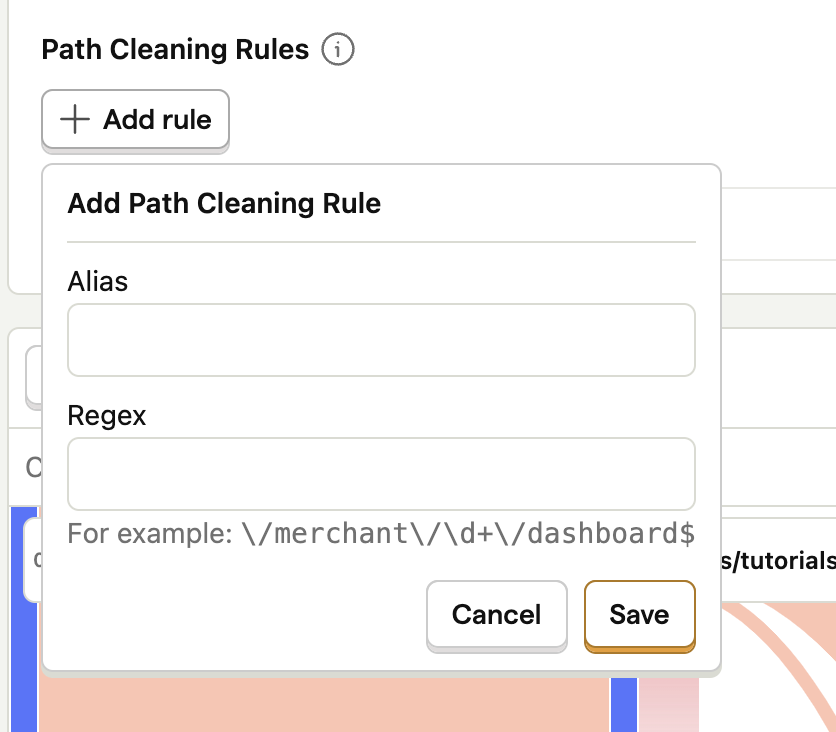 Path Cleaning Rules
Add rule
Add Path Cleaning Rule
Alias
Regex
For example: \/merchant\/\d+\/dashboard$
s/tutorials
Cancel
Save